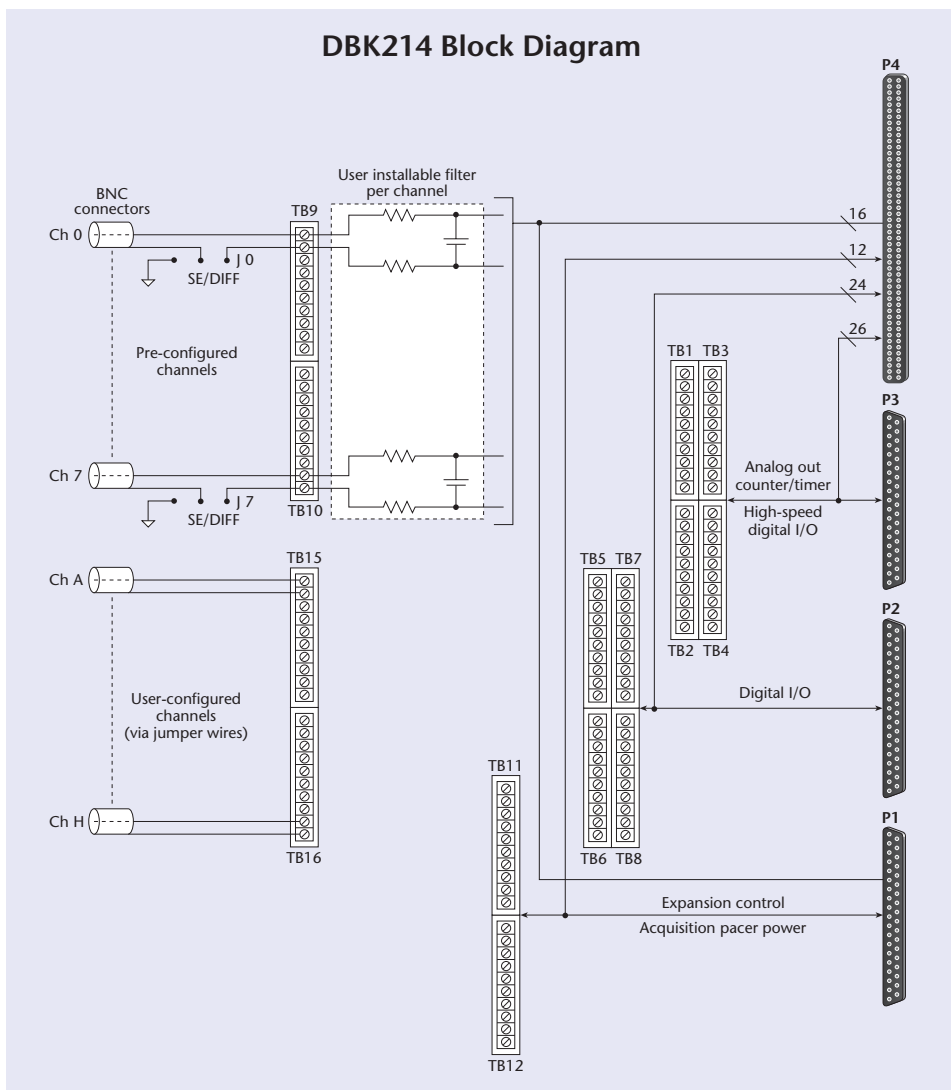 DBK214 Block Diagram
P4
User installable filter
per channel
BNC
connectors
TB9
Ch 0
J 0
SE/DIFF
16
12
24
26
Pre-configured
channels
TB1 TB3
P3
Ch 7
J 7
SE/DIFF
TB10
Analog out
counter/timer
High-speed
digital I/O
TB15
Ch A
TB5 TB7
P2
TB2 TB4
User-configured
channels
(via jumper wires)
Digital I/O
TB11
P1
Ch H
TB16
TB6 TB8
Expansion control
Acquisition pacer power
TB12